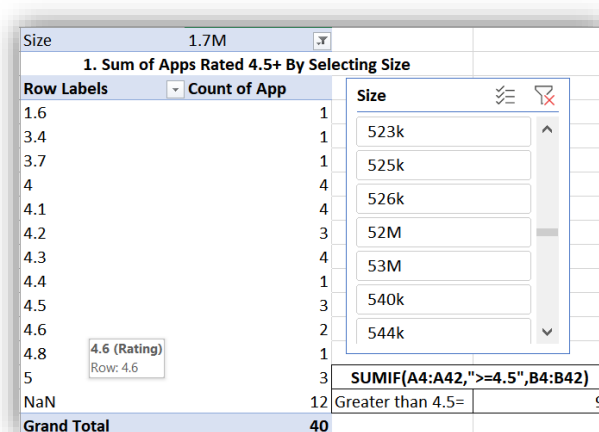 Size 1.7M
1. Sum of Apps Rated 4.5+ By Selecting Size
Row Labels Count of App
1.6 1
3.4 1
3.7 1
4 4
4.1 4
4.2 3
4.3 4
4.4 1
4.5 3
4.6 2
4.8 1
5 3
NaN 12
Grand Total 40
4.6 (Rating)
Row: 4.6
Size
523k
525k
526k
52M
53M
540k
544k
SUMIF(A4:A42,">=4.5",B4:B42)
Greater than 4.5= 9